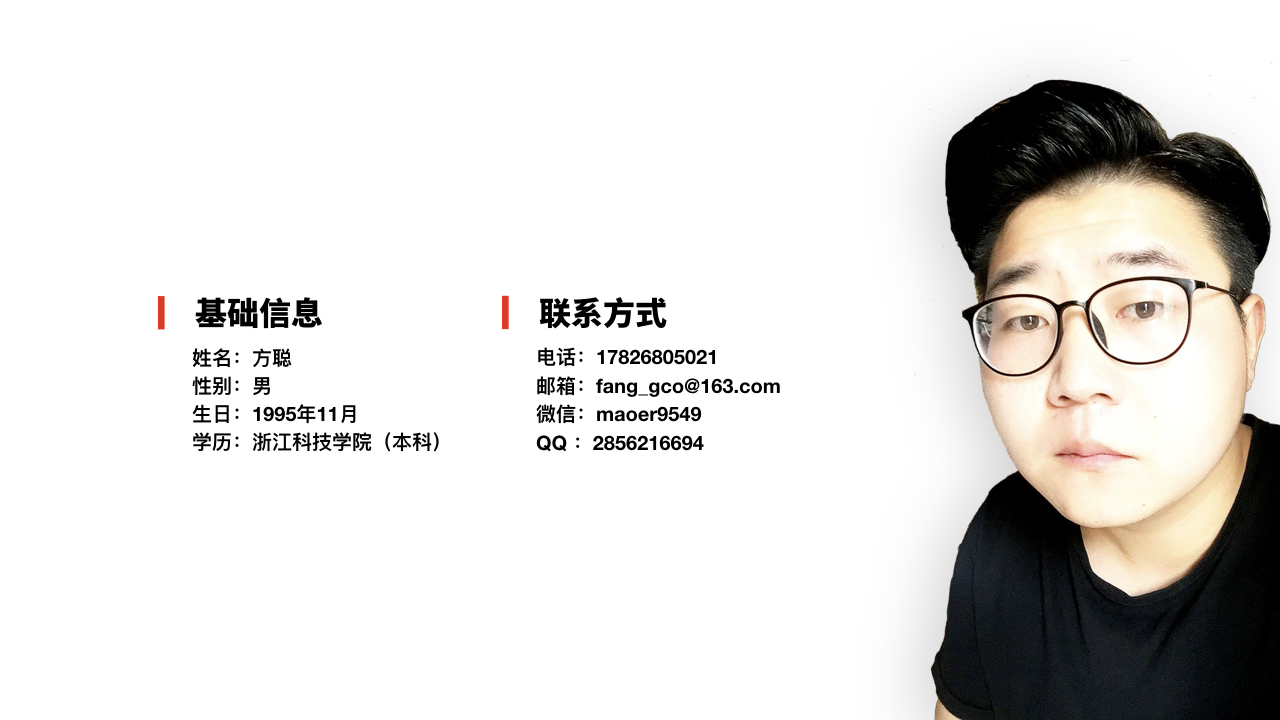 基础信息
姓名：方聪
性别：男
生日：1995年11月
学历：浙江科技学院（本科）
联系方式
电话：17826805021
邮箱：fang_gco@163.com
微信：maoer9549
QQ ：2856216694